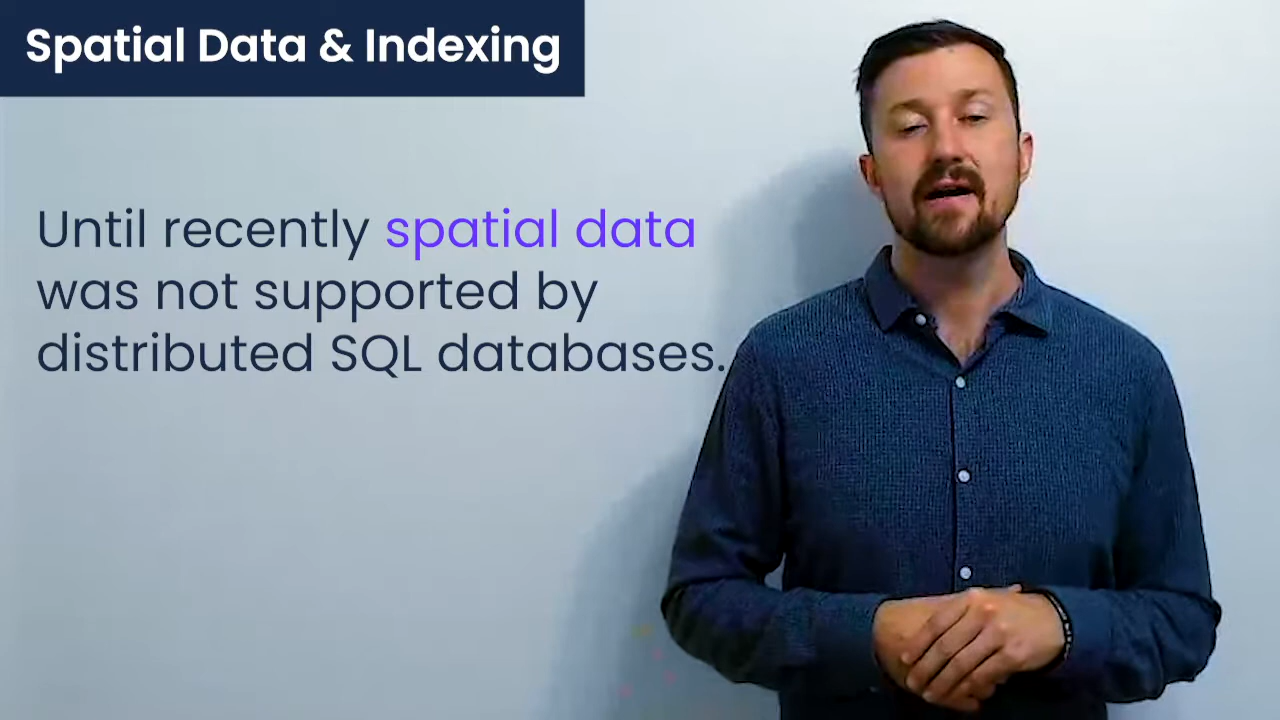 Spatial Data & Indexing
Until recently spatial data
was not supported by
distributed SQL databases.